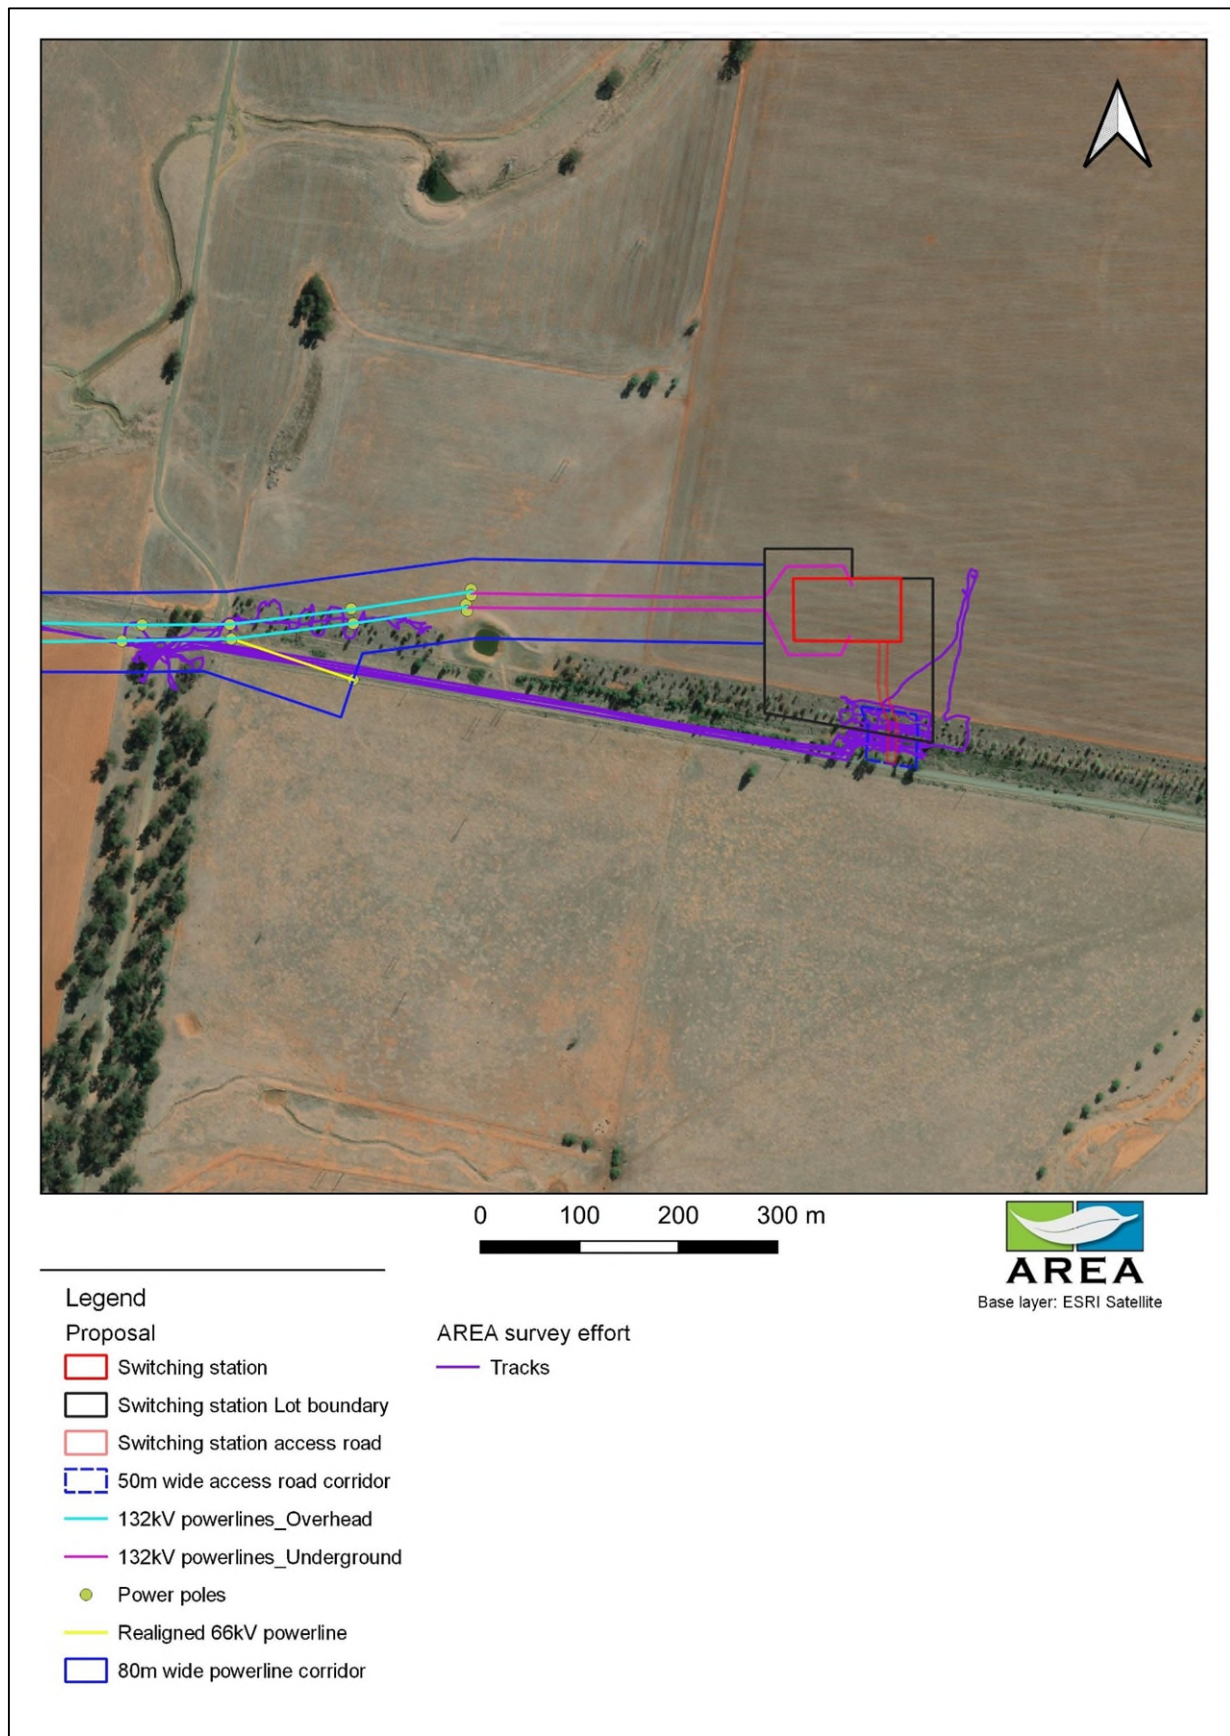 0 100 200 300 m
AREA
Base layer: ESRI Satellite
Legend
Proposal
Switching station
Switching station Lot boundary
Switching station access road
50m wide access road corridor
132kV powerlines_Overhead
132kV powerlines_Underground
Power poles
Realigned 66kV powerline
80m wide powerline corridor
AREA survey effort
Tracks